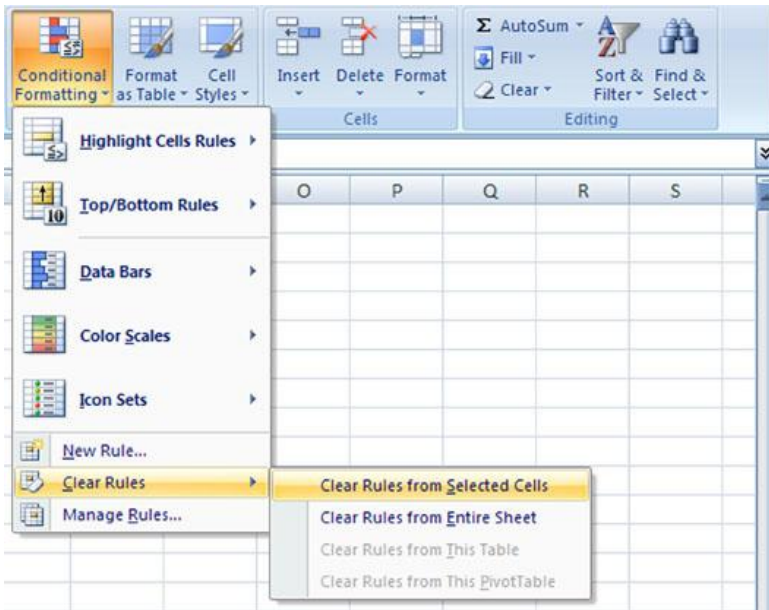 Conditional Formatting
Format as Table
Cell Styles
Insert
Delete
Format
Cells
Σ AutoSum
Fill
Clear
Sort & Filter
Find & Select
Editing
Highlight Cells Rules
Top/Bottom Rules
10
Data Bars
Color Scales
Icon Sets
New Rule...
Clear Rules
Manage Rules...
O P Q R S
Clear Rules from Selected Cells
Clear Rules from Entire Sheet
Clear Rules from This Table
Clear Rules from This PivotTable